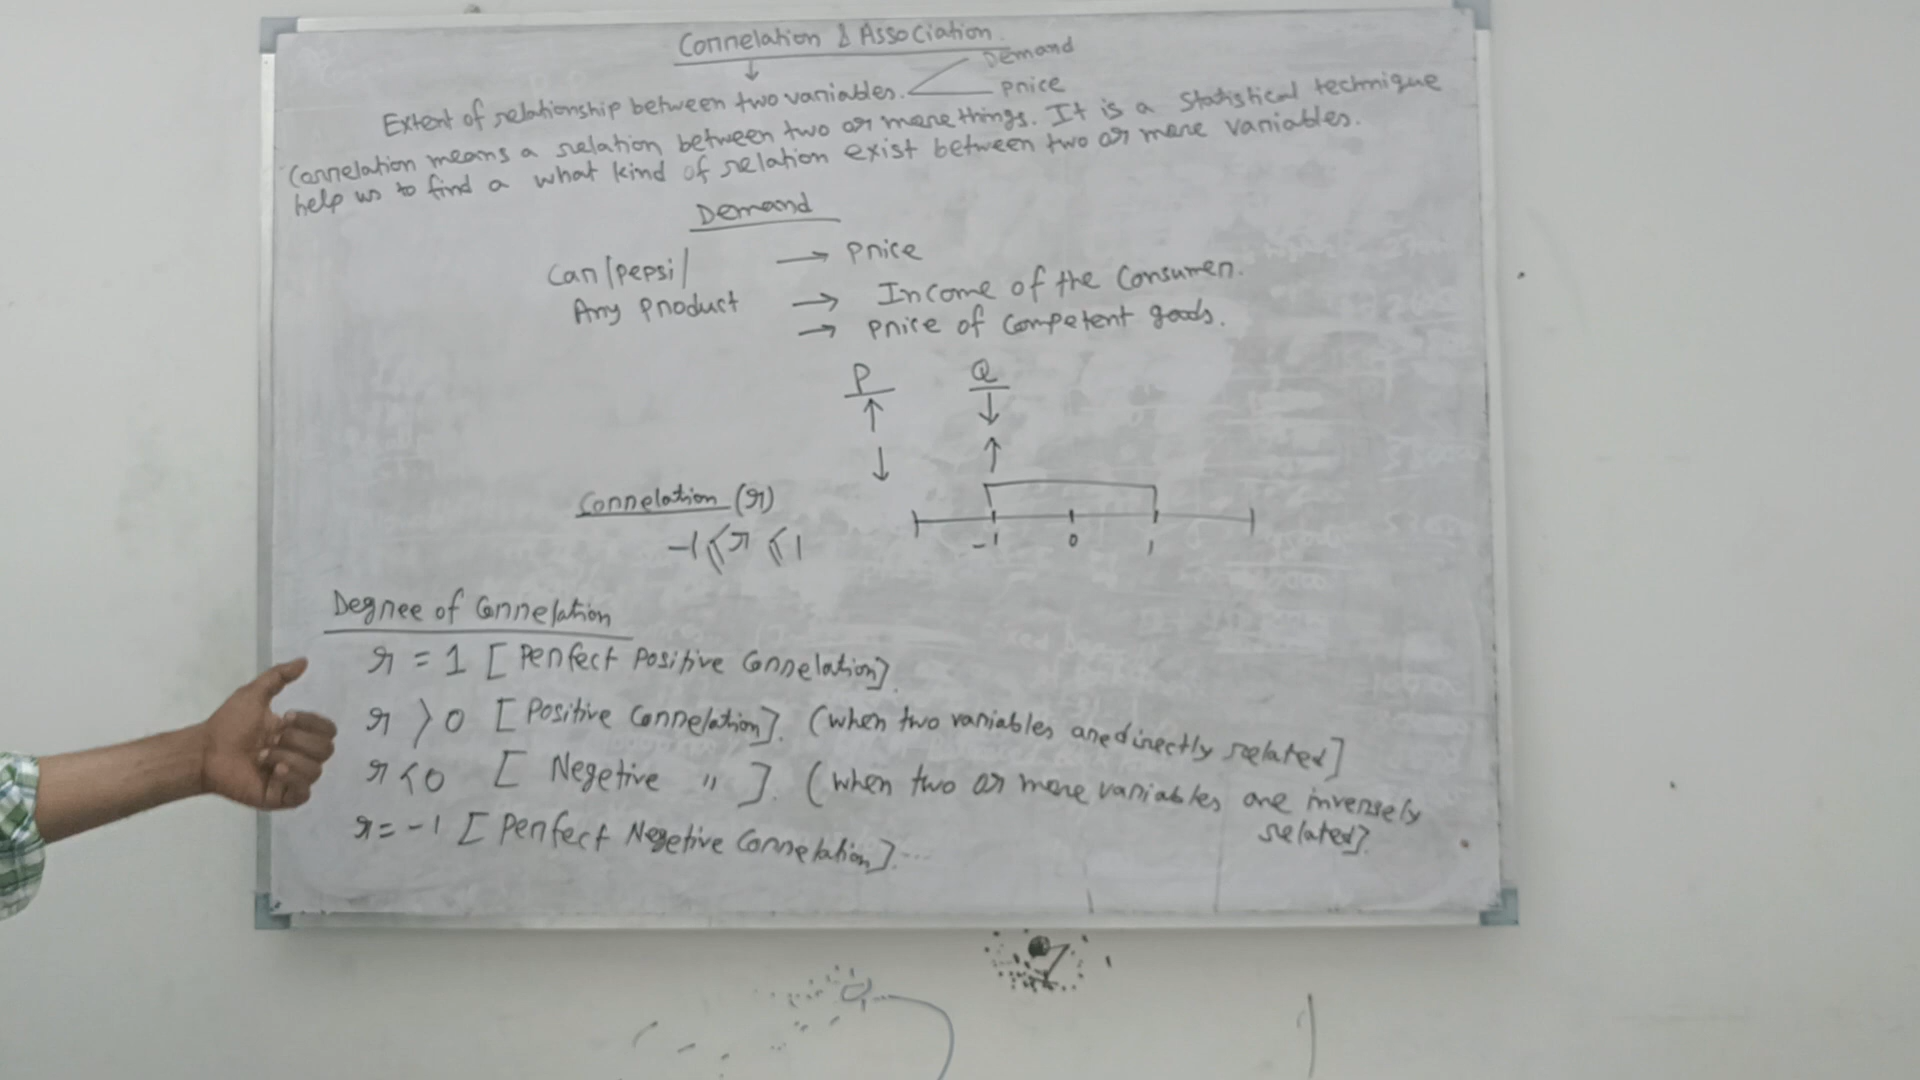 Correlation & Association
Demand
Extent of relationship between two variables. price
Correlation means a relation between two or more things. It is a statistical technique
help us to find a what kind of relation exist between two or more variables.
Demand
Can/pepsi/ → price
Any product → Income of the consumer.
→ price of competent goods.
P Q
↑ ↓
↓ ↑
Correlation (r)
-1 ≤ r ≤ 1
-1 0 1
Degree of Correlation
r = 1 [Perfect Positive Correlation].
r > 0 [Positive Correlation]. (when two variables are directly related]
r < 0 [Negetive " ]. (when two or more variables are inversely
related].
r = -1 [Perfect Negetive Correlation]...